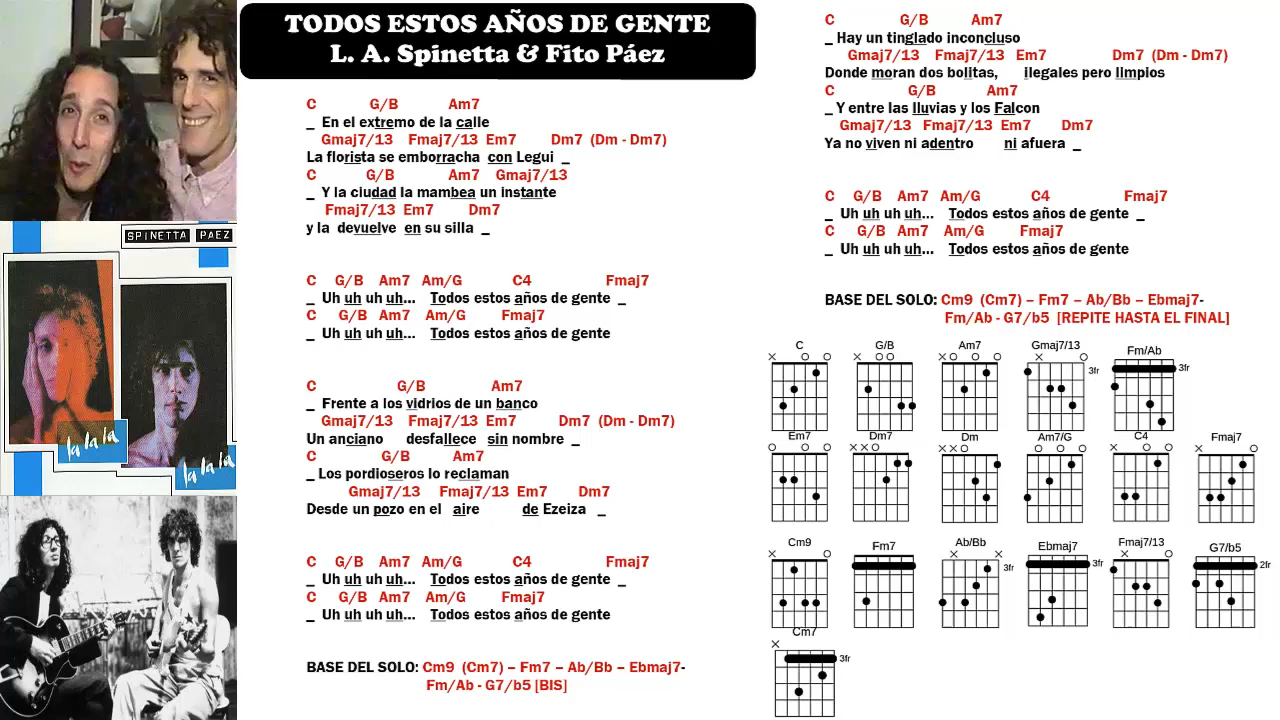 TODOS ESTOS AÑOS DE GENTE
L. A. Spinetta & Fito Páez
SPINETTA PAEZ
la la la
la la la
C G/B Am7
_ En el extremo de la calle
Gmaj7/13 Fmaj7/13 Em7 Dm7 (Dm - Dm7)
La florista se emborracha con Legui _
C G/B Am7 Gmaj7/13
_ Y la ciudad la mambea un instante
Fmaj7/13 Em7 Dm7
y la devuelve en su silla _
C G/B Am7 Am/G C4 Fmaj7
_ Uh uh uh uh... Todos estos años de gente _
C G/B Am7 Am/G Fmaj7
_ Uh uh uh uh... Todos estos años de gente
C G/B Am7
_ Frente a los vidrios de un banco
Gmaj7/13 Fmaj7/13 Em7 Dm7 (Dm - Dm7)
Un anciano desfallece sin nombre _
C G/B Am7
_ Los pordioseros lo reclaman
Gmaj7/13 Fmaj7/13 Em7 Dm7
Desde un pozo en el aire de Ezeiza _
C G/B Am7 Am/G C4 Fmaj7
_ Uh uh uh uh... Todos estos años de gente _
C G/B Am7 Am/G Fmaj7
_ Uh uh uh uh... Todos estos años de gente
BASE DEL SOLO: Cm9 (Cm7) – Fm7 – Ab/Bb – Ebmaj7-
Fm/Ab - G7/b5 [BIS]
C G/B Am7
_ Hay un tinglado inconcluso
Gmaj7/13 Fmaj7/13 Em7 Dm7 (Dm - Dm7)
Donde moran dos bolitas, ilegales pero limpios
C G/B Am7
_ Y entre las lluvias y los Falcon
Gmaj7/13 Fmaj7/13 Em7 Dm7
Ya no viven ni adentro ni afuera _
C G/B Am7 Am/G C4 Fmaj7
_ Uh uh uh uh... Todos estos años de gente _
C G/B Am7 Am/G Fmaj7
_ Uh uh uh uh... Todos estos años de gente
BASE DEL SOLO: Cm9 (Cm7) – Fm7 – Ab/Bb – Ebmaj7-
Fm/Ab - G7/b5 [REPITE HASTA EL FINAL]
C G/B Am7 Gmaj7/13 3fr Fm/Ab 3fr
Em7 Dm7 Dm Am7/G C4 Fmaj7
Cm9 Fm7 Ab/Bb 3fr Ebmaj7 3fr Fmaj7/13 G7/b5 2fr
Cm7 3fr